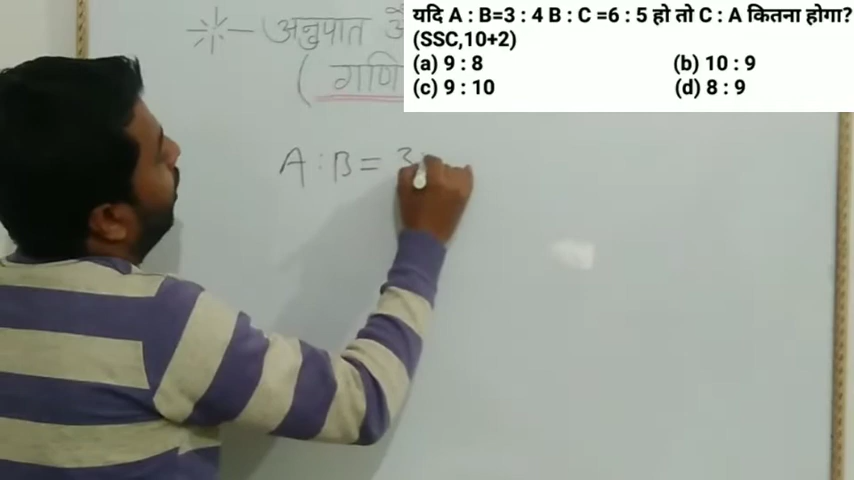 यदि A : B=3 : 4 B : C =6 : 5 हो तो C : A कितना होगा?
(SSC,10+2)
(a) 9 : 8 (b) 10 : 9
(c) 9 : 10 (d) 8 : 9
अनुपात
A : B = 3